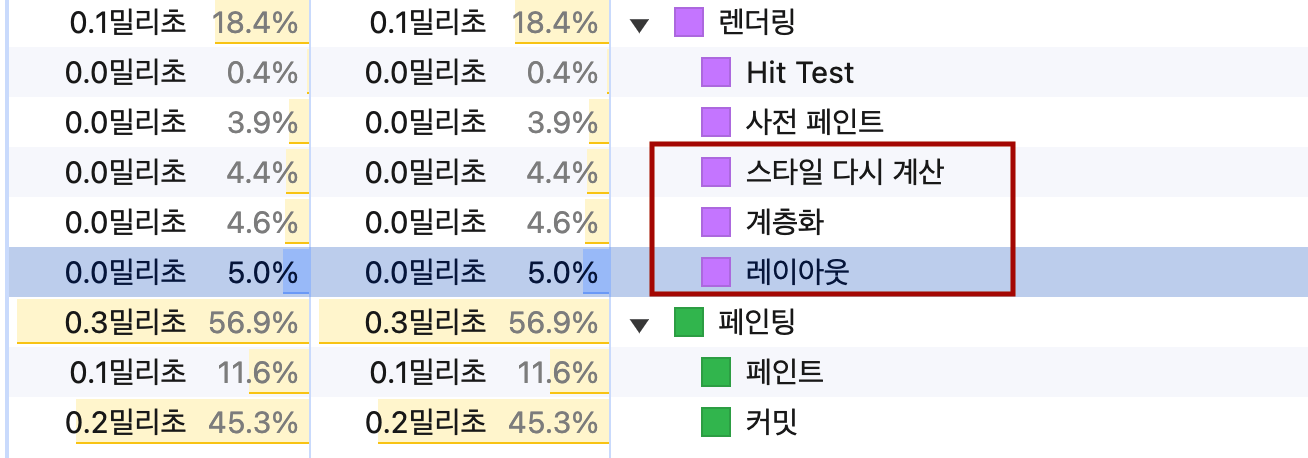 0.1밀리초 18.4% 0.1밀리초 18.4% ▼ 렌더링
0.0밀리초 0.4% 0.0밀리초 0.4% Hit Test
0.0밀리초 3.9% 0.0밀리초 3.9% 사전 페인트
0.0밀리초 4.4% 0.0밀리초 4.4% 스타일 다시 계산
0.0밀리초 4.6% 0.0밀리초 4.6% 계층화
0.0밀리초 5.0% 0.0밀리초 5.0% 레이아웃
0.3밀리초 56.9% 0.3밀리초 56.9% ▼ 페인팅
0.1밀리초 11.6% 0.1밀리초 11.6% 페인트
0.2밀리초 45.3% 0.2밀리초 45.3% 커밋